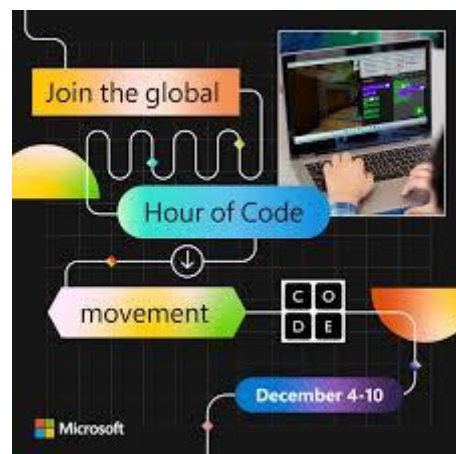 Join the global
Hour of Code
movement
C O
D E
December 4-10
Microsoft